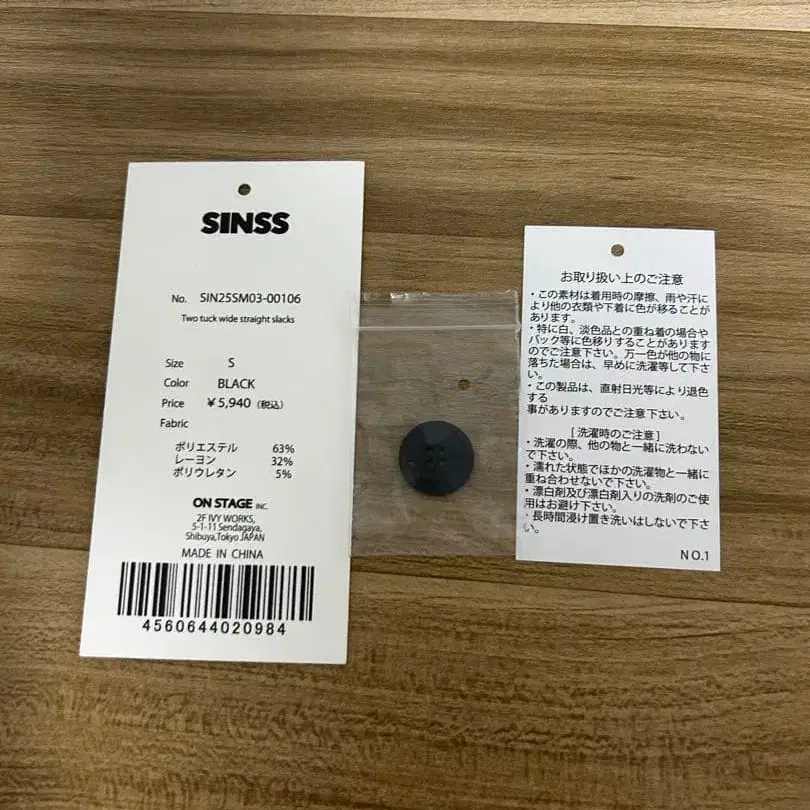 SINSS
No. SIN25SM03-00106
Two tuck wide straight slacks
Size S
Color BLACK
Price ¥5,940（税込）
Fabric
ポリエステル 63%
レーヨン 32%
ポリウレタン 5%
ON STAGE INC.
2F IVY WORKS,
5-1-11 Sendagaya,
Shibuya,Tokyo JAPAN
MADE IN CHINA
4560644020984
お取り扱い上のご注意
・この素材は着用時の摩擦、雨や汗に
より他の衣類や下着に色が移ることが
あります。
・特に白、淡色品との重ね着の場合や
バック等に色移りすることがあります
のでご注意下さい。万一色が他の物に
落ちた場合は、早めに洗濯等して下さ
い。
・この製品は、直射日光等により退色
する
事がありますのでご注意下さい。
[洗濯時のご注意]
・洗濯の際、他の物と一緒に洗わない
で下さい。
・濡れた状態でほかの洗濯物と一緒に
重ね合わせないで下さい。
・漂白剤及び漂白剤入りの洗剤のご使
用はお避け下さい。
・長時間浸け置き洗いはしないで下さ
い。
NO.1